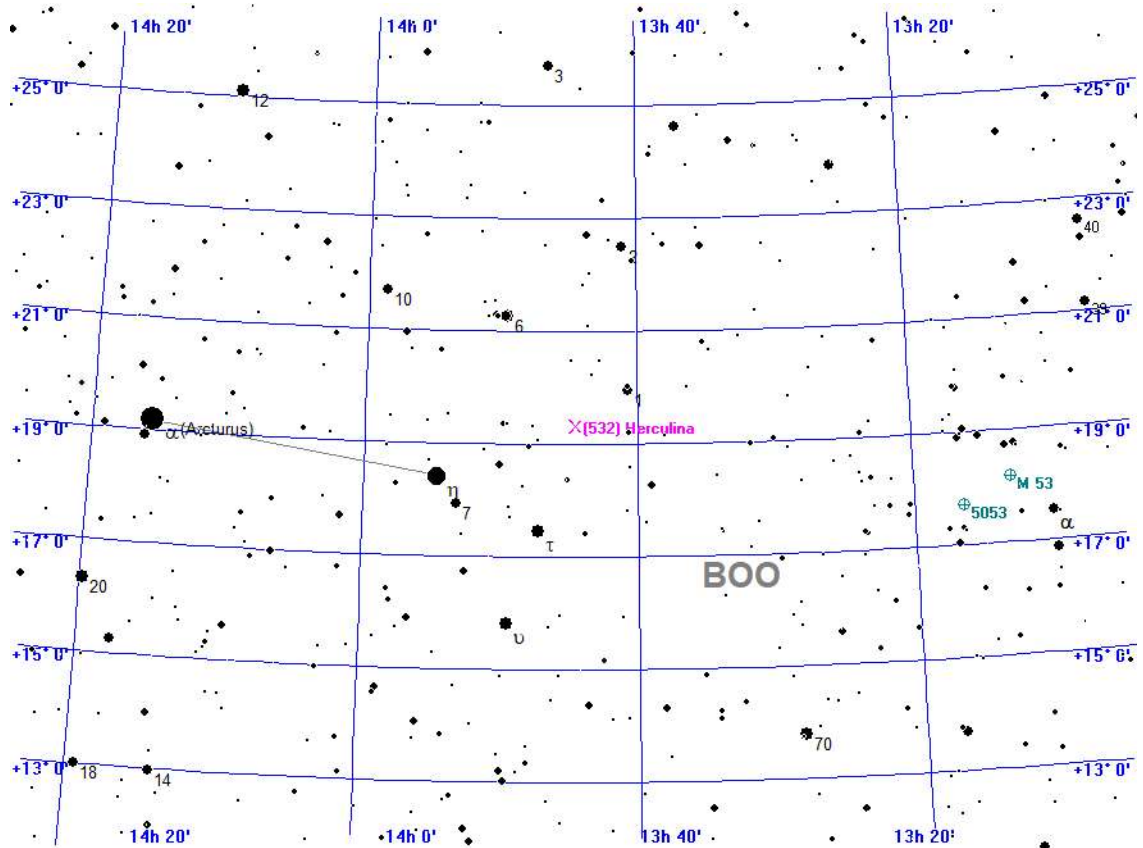 14h 20' 14h 0' 13h 40' 13h 20'
3
+25° 0' +25° 0'
12
+23° 0' +23° 0'
40
2
10
39
+21° 0' 6 +21° 0'
1
α (Arcturus) ✕(532) Herculina
+19° 0' +19° 0'
M 53
η
7 5053 α
τ
+17° 0' +17° 0'
BOO
20
υ
+15° 0' +15° 0'
70
+13° 0' 18 14 +13° 0'
14h 20' 14h 0' 13h 40' 13h 20'